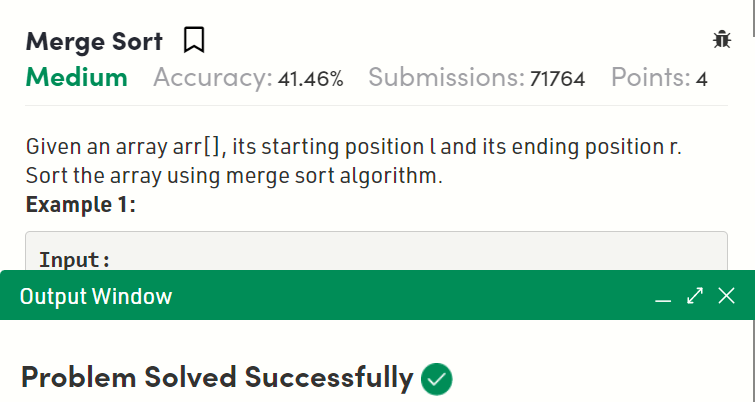 Merge Sort
Medium Accuracy: 41.46% Submissions: 71764 Points: 4
Given an array arr[], its starting position l and its ending position r.
Sort the array using merge sort algorithm.
Example 1:
Input:
Output Window
Problem Solved Successfully